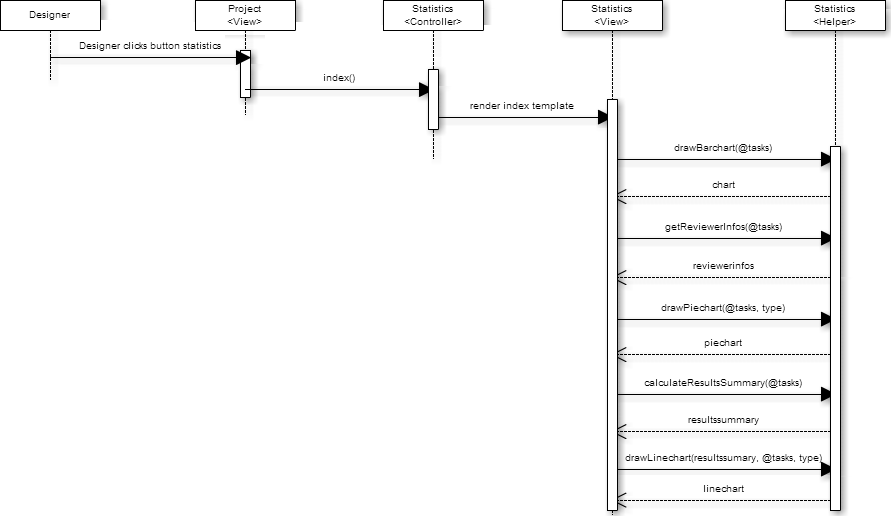 Designer
Project
<View>
Statistics
<Controller>
Statistics
<View>
Statistics
<Helper>
Designer clicks button statistics
index()
render index template
drawBarchart(@tasks)
chart
getReviewerInfos(@tasks)
reviewerinfos
drawPiechart(@tasks, type)
piechart
calculateResultsSummary(@tasks)
resultssummary
drawLinechart(resultssumary, @tasks, type)
linechart